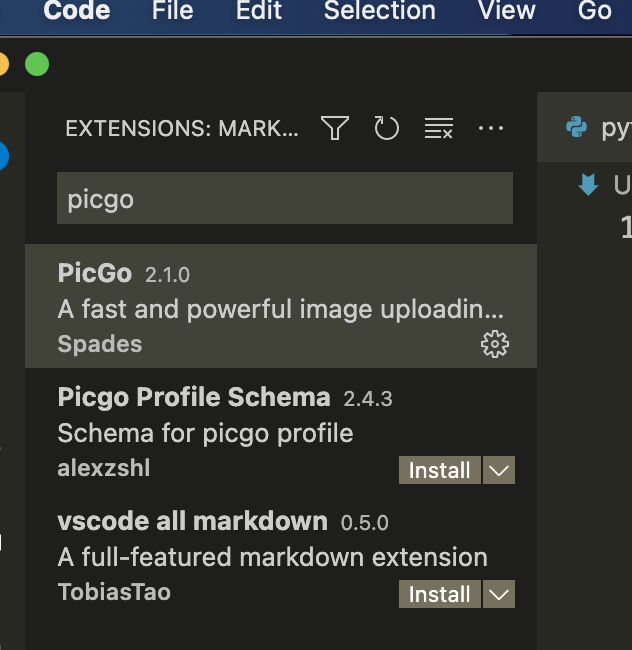 Code File Edit Selection View Go
EXTENSIONS: MARK...
picgo
PicGo 2.1.0
A fast and powerful image uploadin...
Spades
Picgo Profile Schema 2.4.3
Schema for picgo profile
alexzshl
Install
vscode all markdown 0.5.0
A full-featured markdown extension
TobiasTao
Install
U
1